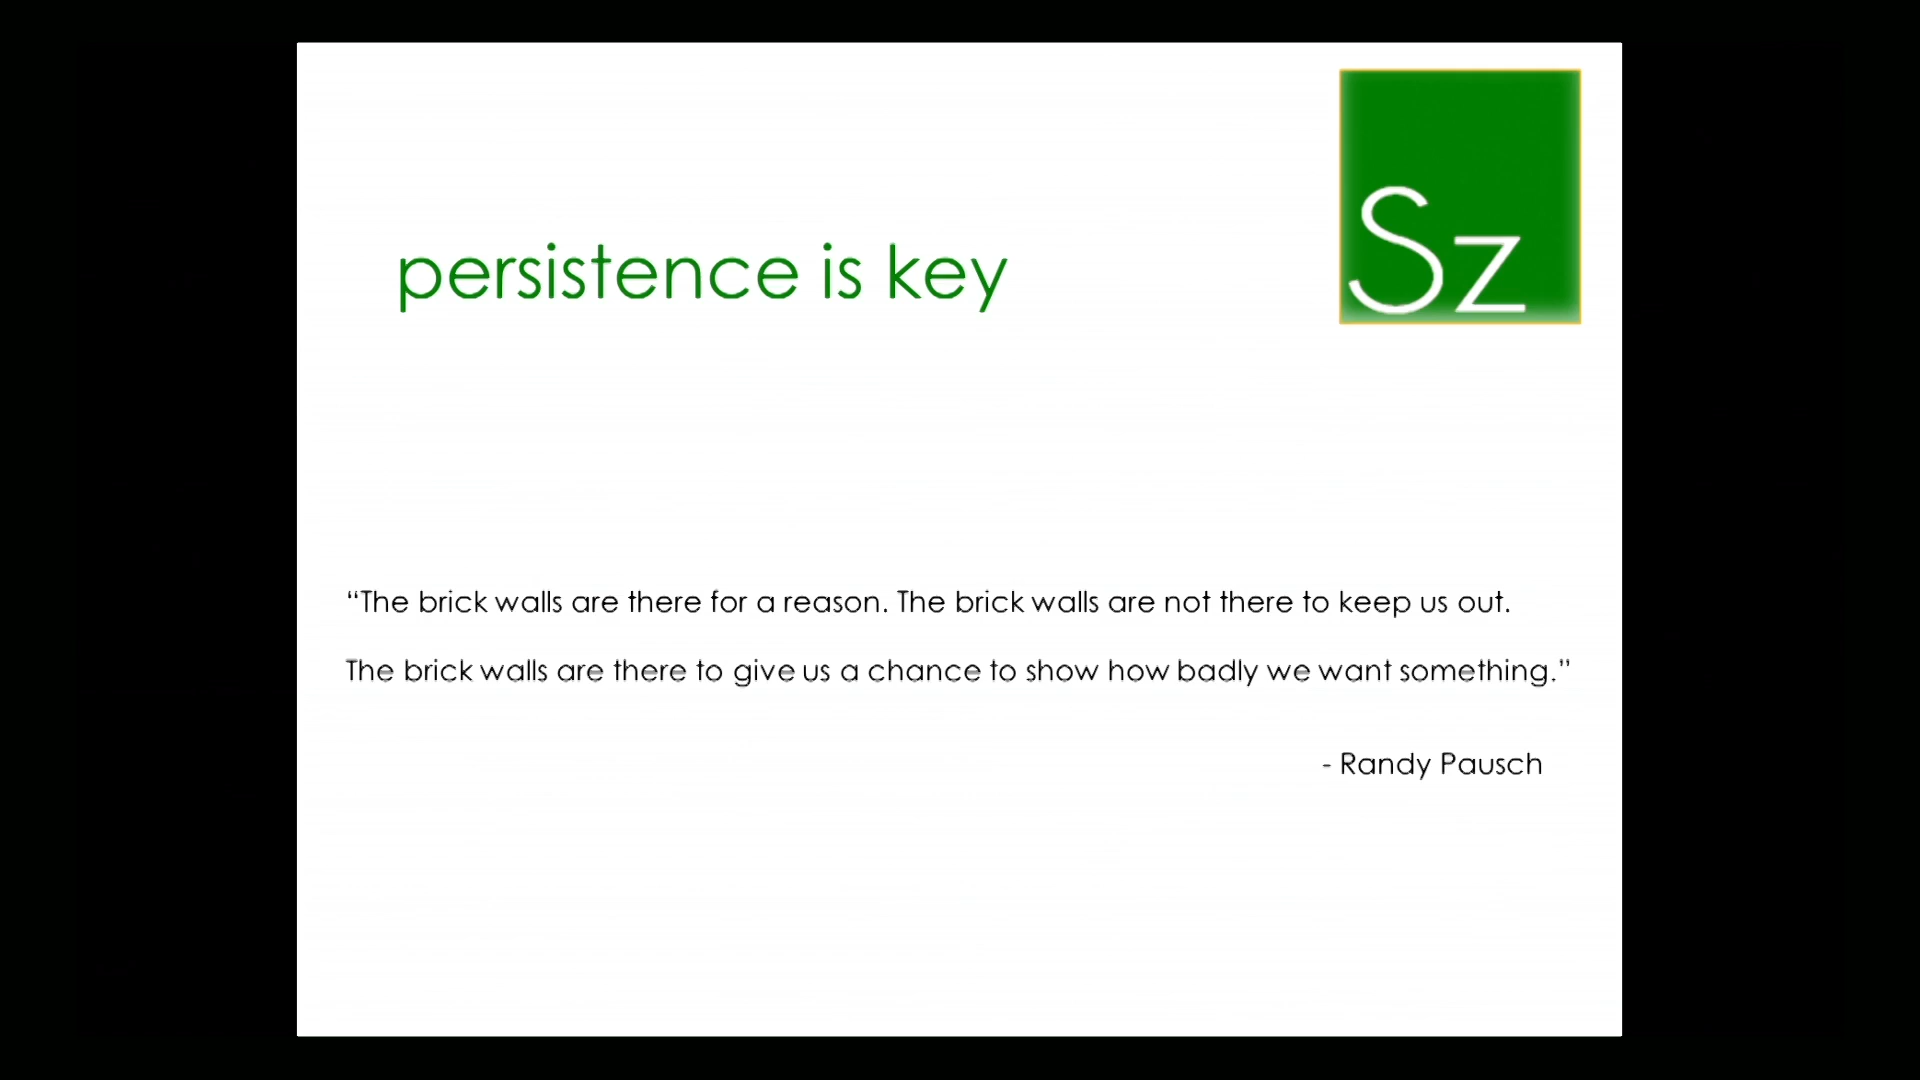 Sz
persistence is key
“The brick walls are there for a reason. The brick walls are not there to keep us out.
The brick walls are there to give us a chance to show how badly we want something.”
- Randy Pausch